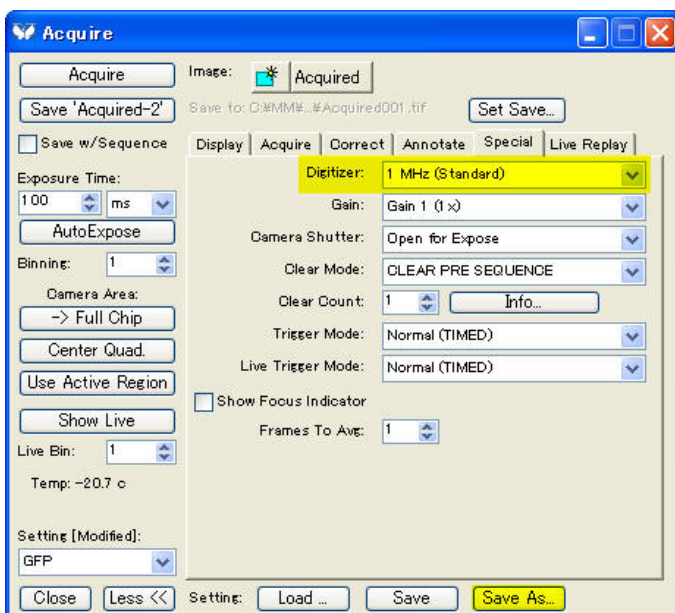 Acquire
Acquire
Image: Acquired
Save 'Acquired-2'
Save to: C:¥MM¥...¥Acquired001.tif
Set Save...
Save w/Sequence
Display Acquire Correct Annotate Special Live Replay
Exposure Time:
100 ms
AutoExpose
Binning: 1
Camera Area:
-> Full Chip
Center Quad.
Use Active Region
Show Live
Live Bin: 1
Temp: -20.7 c
Setting [Modified]:
GFP
Close Less <<
Digitizer: 1 MHz (Standard)
Gain: Gain 1 (1x)
Camera Shutter: Open for Expose
Clear Mode: CLEAR PRE SEQUENCE
Clear Count: 1 Info...
Trigger Mode: Normal (TIMED)
Live Trigger Mode: Normal (TIMED)
Show Focus Indicator
Frames To Avg: 1
Setting: Load ... Save Save As...